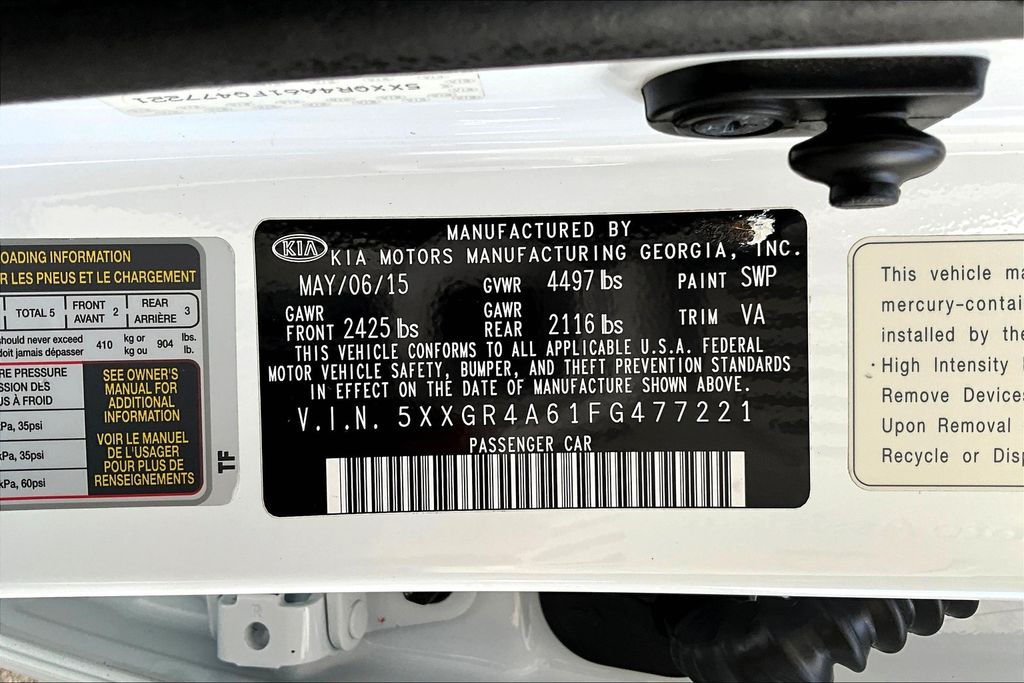 5XXGR4A61FG477221
OADING INFORMATION
R LES PNEUS ET LE CHARGEMENT
TOTAL 5
FRONT
AVANT 2
REAR
ARRIÈRE 3
hould never exceed
doit jamais dépasser
410
kg or
kg ou
904
lbs.
lb.
RE PRESSURE
SSION DES
US À FROID
kPa, 35psi
kPa, 35psi
kPa, 60psi
SEE OWNER'S
MANUAL FOR
ADDITIONAL
INFORMATION
VOIR LE MANUEL
DE L'USAGER
POUR PLUS DE
RENSEIGNEMENTS
TF
MANUFACTURED BY
KIA KIA MOTORS MANUFACTURING GEORGIA, INC.
MAY/06/15 GVWR 4497 lbs PAINT SWP
GAWR
FRONT 2425 lbs
GAWR
REAR 2116 lbs
TRIM VA
THIS VEHICLE CONFORMS TO ALL APPLICABLE U.S.A. FEDERAL
MOTOR VEHICLE SAFETY, BUMPER, AND THEFT PREVENTION STANDARDS
IN EFFECT ON THE DATE OF MANUFACTURE SHOWN ABOVE.
V.I.N. 5XXGR4A61FG477221
PASSENGER CAR
This vehicle ma
mercury-contai
installed by the
·High Intensity
Remove Devices
Upon Removal
Recycle or Disp